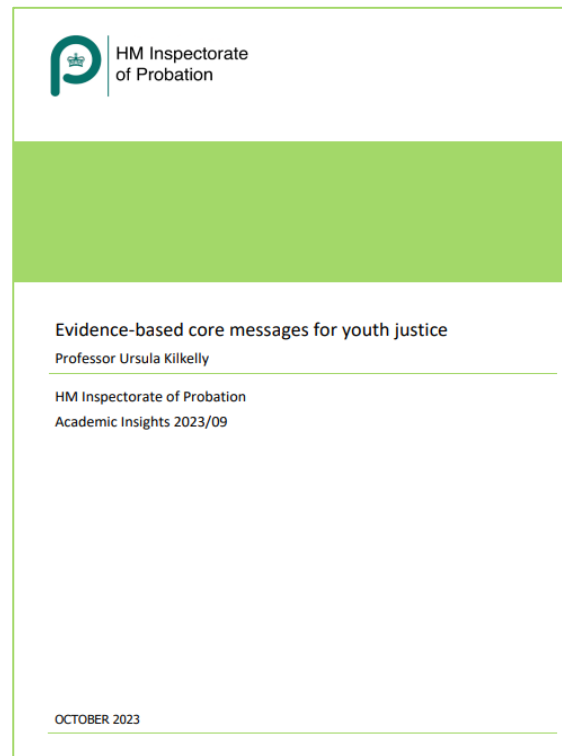 HM Inspectorate
of Probation
Evidence-based core messages for youth justice
Professor Ursula Kilkelly
HM Inspectorate of Probation
Academic Insights 2023/09
OCTOBER 2023